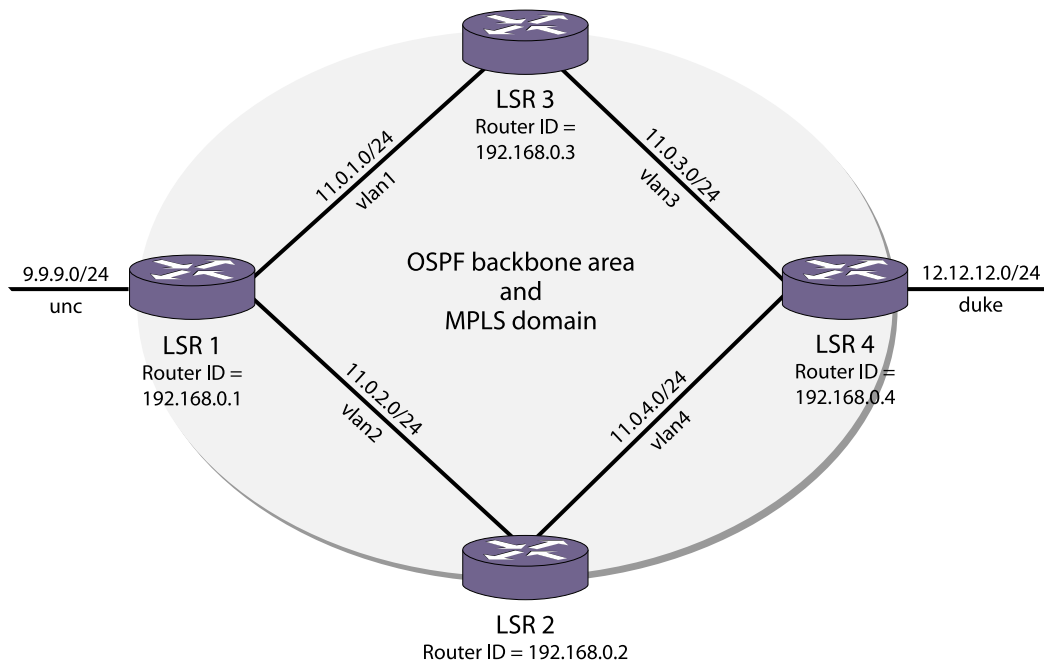 LSR 3
Router ID =
192.168.0.3
11.0.1.0/24
vlan1
11.0.3.0/24
vlan3
9.9.9.0/24
unc
OSPF backbone area
and
MPLS domain
12.12.12.0/24
duke
LSR 1
Router ID =
192.168.0.1
LSR 4
Router ID =
192.168.0.4
11.0.2.0/24
vlan2
11.0.4.0/24
vlan4
LSR 2
Router ID = 192.168.0.2